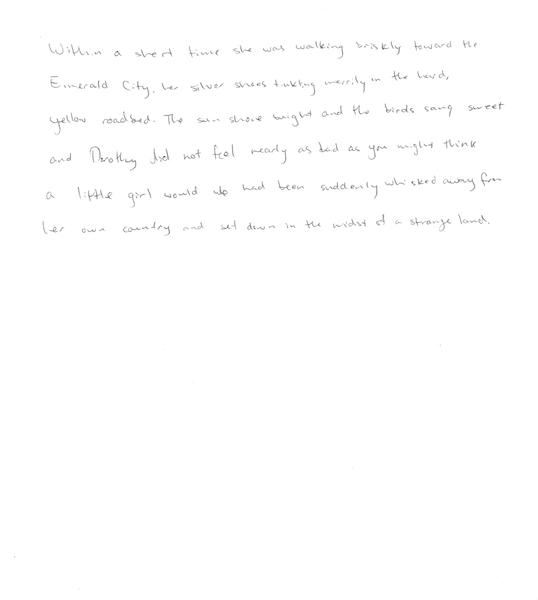 Within a short time she was walking briskly toward the
Emerald City, her silver shoes tinkling merrily on the hard,
yellow roadbed. The sun shone bright and the birds sang sweet
and Dorothy did not feel nearly as bad as you might think
a little girl would who had been suddenly whisked away from
her own country and set down in the midst of a strange land.